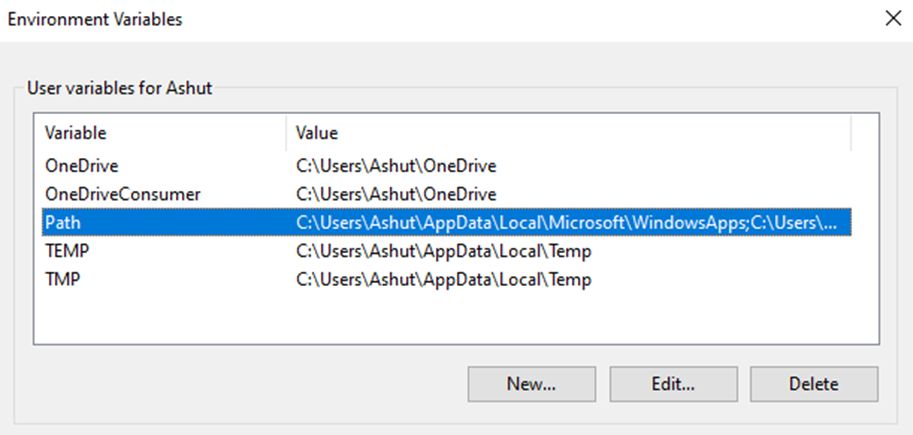 Environment Variables
User variables for Ashut
Variable Value
OneDrive C:\Users\Ashut\OneDrive
OneDriveConsumer C:\Users\Ashut\OneDrive
Path C:\Users\Ashut\AppData\Local\Microsoft\WindowsApps;C:\Users\...
TEMP C:\Users\Ashut\AppData\Local\Temp
TMP C:\Users\Ashut\AppData\Local\Temp
New... Edit... Delete